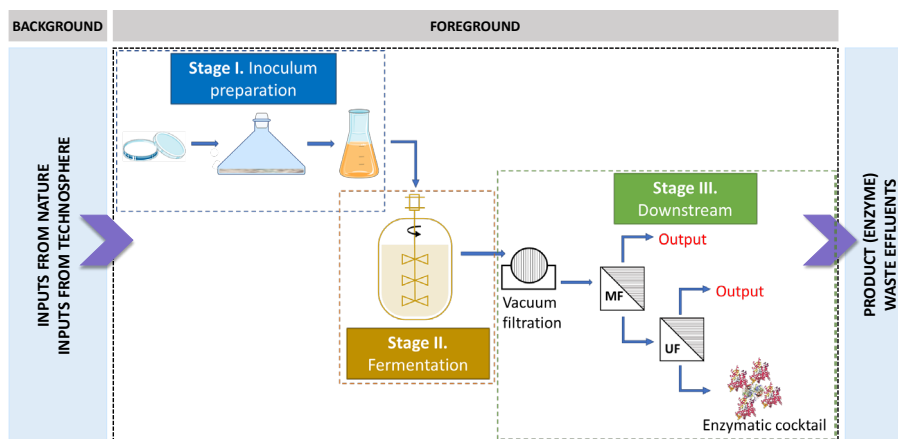 BACKGROUND
FOREGROUND
INPUTS FROM NATURE
INPUTS FROM TECHNOSPHERE
Stage I. Inoculum
preparation
Stage II.
Fermentation
Stage III.
Downstream
Vacuum
filtration
MF
Output
UF
Output
Enzymatic cocktail
PRODUCT (ENZYME)
WASTE EFFLUENTS